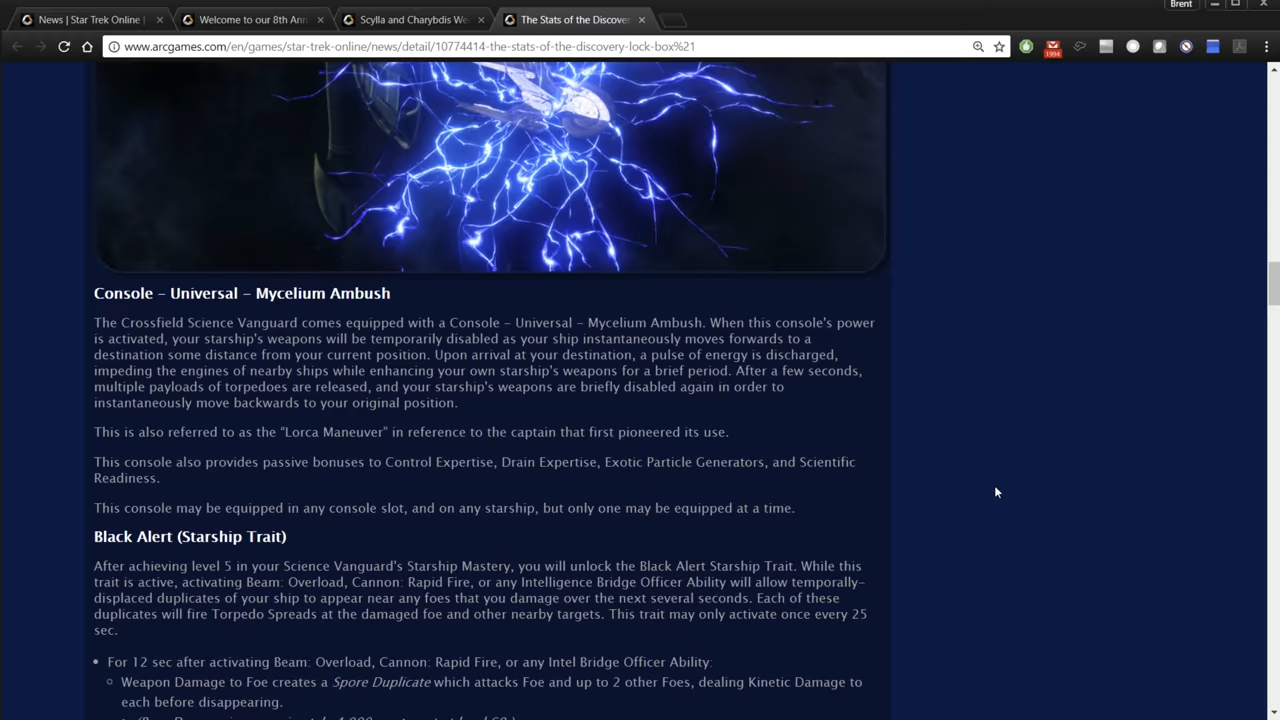 Brent
News | Star Trek Online |
Welcome to our 8th Ann
Scylla and Charybdis We
The Stats of the Discover
www.arcgames.com/en/games/star-trek-online/news/detail/10774414-the-stats-of-the-discovery-lock-box%21
1994
Console – Universal – Mycelium Ambush
The Crossfield Science Vanguard comes equipped with a Console – Universal – Mycelium Ambush. When this console's power
is activated, your starship's weapons will be temporarily disabled as your ship instantaneously moves forwards to a
destination some distance from your current position. Upon arrival at your destination, a pulse of energy is discharged,
impeding the engines of nearby ships while enhancing your own starship's weapons for a brief period. After a few seconds,
multiple payloads of torpedoes are released, and your starship's weapons are briefly disabled again in order to
instantaneously move backwards to your original position.
This is also referred to as the “Lorca Maneuver” in reference to the captain that first pioneered its use.
This console also provides passive bonuses to Control Expertise, Drain Expertise, Exotic Particle Generators, and Scientific
Readiness.
This console may be equipped in any console slot, and on any starship, but only one may be equipped at a time.
Black Alert (Starship Trait)
After achieving level 5 in your Science Vanguard's Starship Mastery, you will unlock the Black Alert Starship Trait. While this
trait is active, activating Beam: Overload, Cannon: Rapid Fire, or any Intelligence Bridge Officer Ability will allow temporally-
displaced duplicates of your ship to appear near any foes that you damage over the next several seconds. Each of these
duplicates will fire Torpedo Spreads at the damaged foe and other nearby targets. This trait may only activate once every 25
sec.
For 12 sec after activating Beam: Overload, Cannon: Rapid Fire, or any Intel Bridge Officer Ability:
Weapon Damage to Foe creates a Spore Duplicate which attacks Foe and up to 2 other Foes, dealing Kinetic Damage to
each before disappearing.